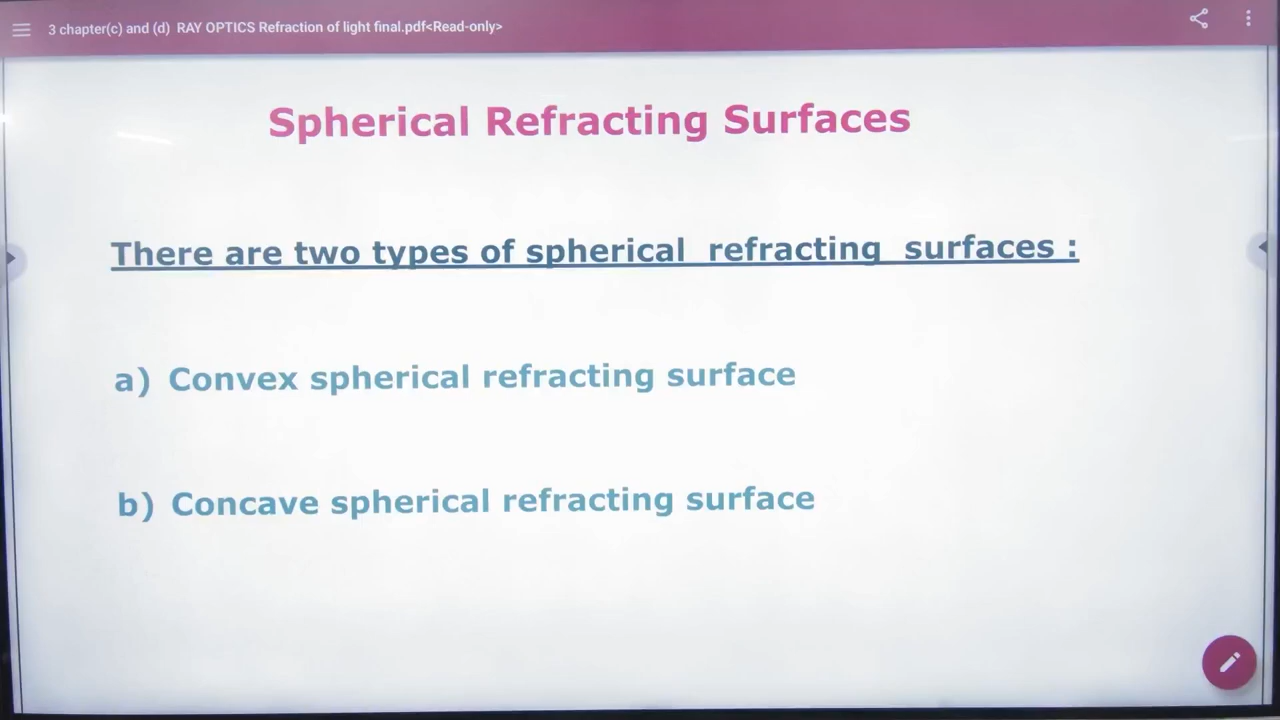 3 chapter(c) and (d) RAY OPTICS Refraction of light final.pdf<Read-only>
Spherical Refracting Surfaces
There are two types of spherical refracting surfaces :
a) Convex spherical refracting surface
b) Concave spherical refracting surface